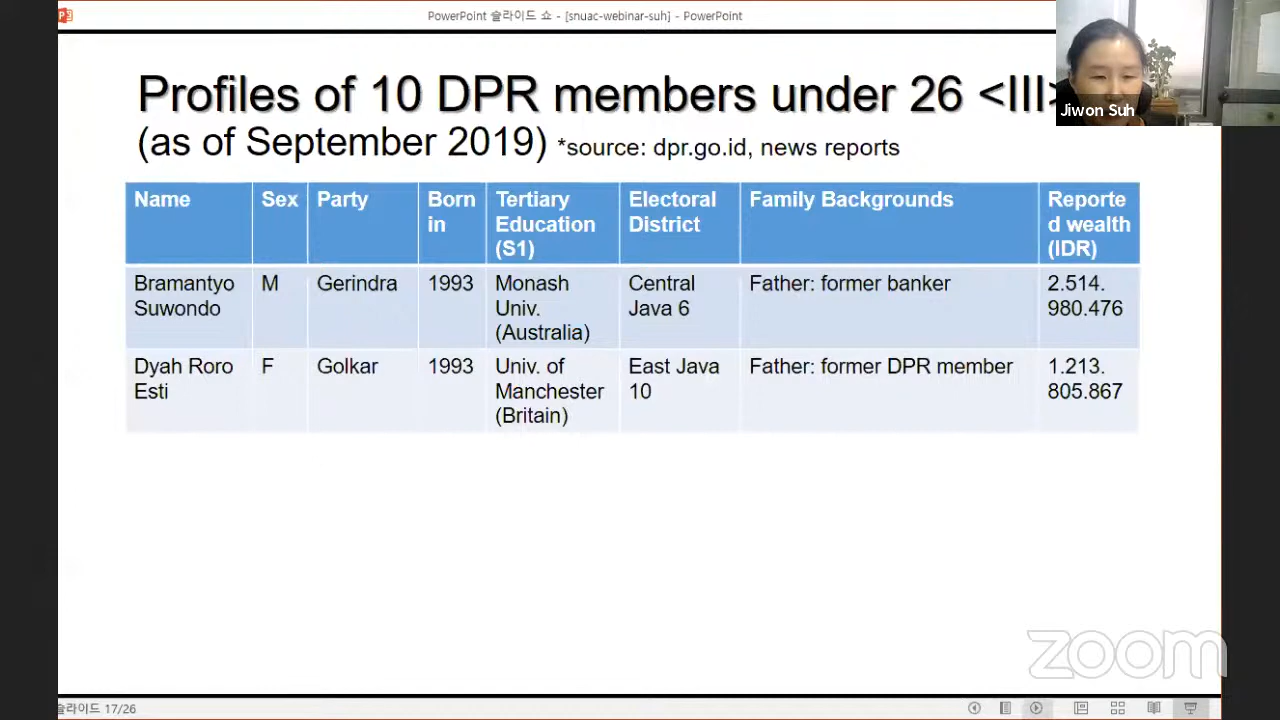 PowerPoint 슬라이드 쇼 - [snuac-webinar-suh] - PowerPoint
Profiles of 10 DPR members under 26 <III>
(as of September 2019) *source: dpr.go.id, news reports
Jiwon Suh
Name Sex Party Born in Tertiary Education (S1) Electoral District Family Backgrounds Reported wealth (IDR)
Bramantyo Suwondo M Gerindra 1993 Monash Univ. (Australia) Central Java 6 Father: former banker 2.514.980.476
Dyah Roro Esti F Golkar 1993 Univ. of Manchester (Britain) East Java 10 Father: former DPR member 1.213.805.867
zoom
슬라이드 17/26